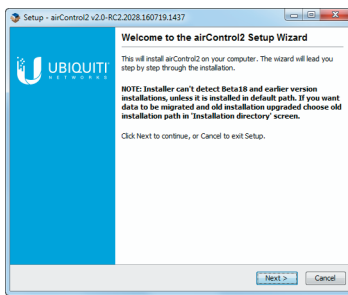 Setup - airControl2 v2.0-RC2.2028.160719.1437
Welcome to the airControl2 Setup Wizard
This will install airControl2 on your computer. The wizard will lead you
step by step through the installation.
NOTE: Installer can't detect Beta18 and earlier version
installations, unless it is installed in default path. If you want
data to be migrated and old installation upgraded choose old
installation path in 'Installation directory' screen.
Click Next to continue, or Cancel to exit Setup.
UBIQUITI
NETWORKS
Next >
Cancel